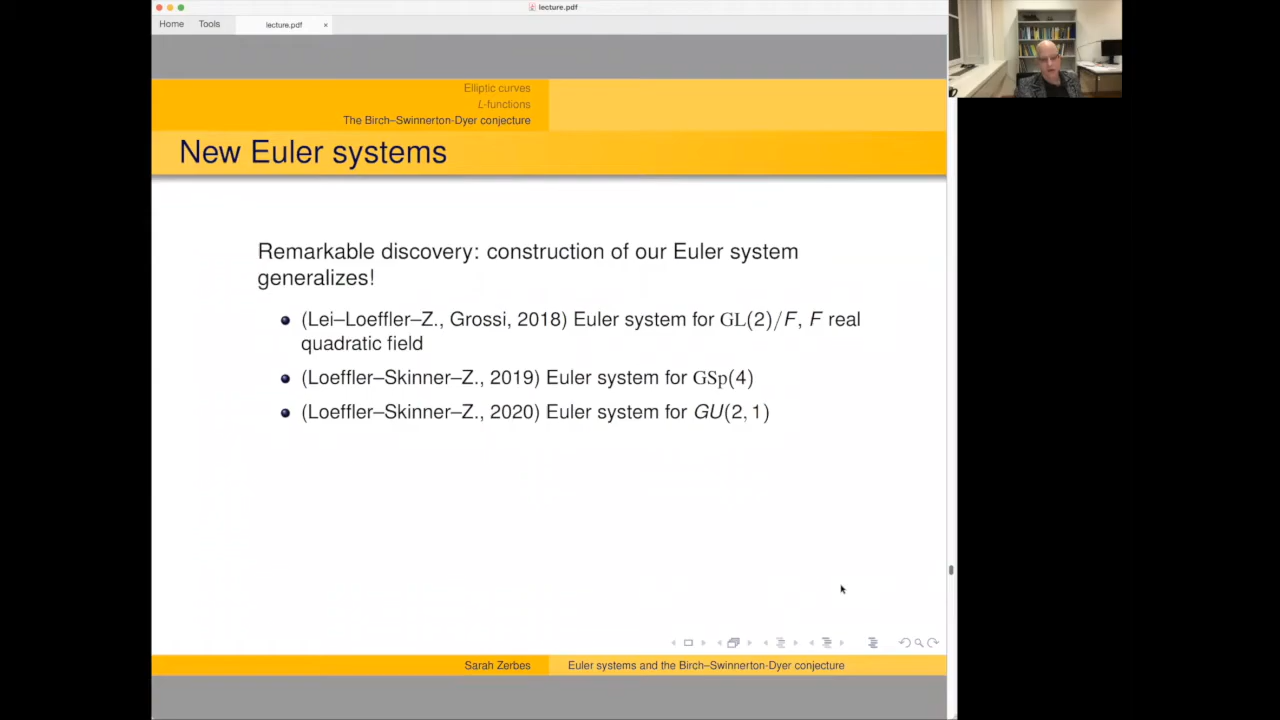 lecture.pdf
Home
Tools
lecture.pdf
×
Elliptic curves
L-functions
The Birch–Swinnerton-Dyer conjecture
New Euler systems
Remarkable discovery: construction of our Euler system
generalizes!
(Lei–Loeffler–Z., Grossi, 2018) Euler system for GL(2)/F, F real
quadratic field
(Loeffler–Skinner–Z., 2019) Euler system for GSp(4)
(Loeffler–Skinner–Z., 2020) Euler system for GU(2, 1)
Sarah Zerbes
Euler systems and the Birch–Swinnerton-Dyer conjecture